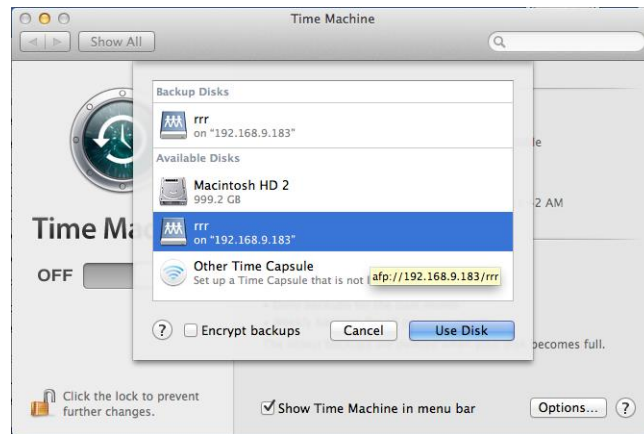 Time Machine
Show All
Backup Disks
rrr
on "192.168.9.183"
Available Disks
Macintosh HD 2
999.2 GB
rrr
on "192.168.9.183"
Other Time Capsule
Set up a Time Capsule that is not
afp://192.168.9.183/rrr
2 AM
Time Ma
OFF
? Encrypt backups
Cancel
Use Disk
becomes full.
Click the lock to prevent
further changes.
Show Time Machine in menu bar
Options...
?